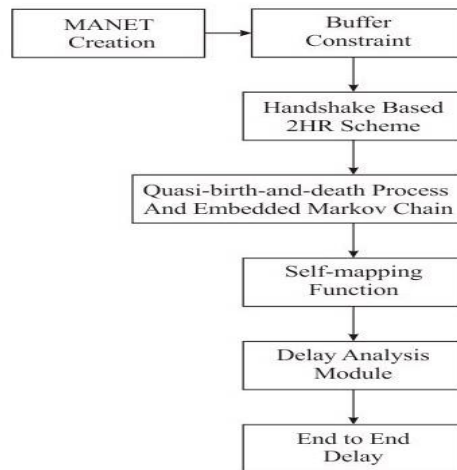 MANET
Creation
Buffer
Constraint
Handshake Based
2HR Scheme
Quasi-birth-and-death Process
And Embedded Markov Chain
Self-mapping
Function
Delay Analysis
Module
End to End
Delay